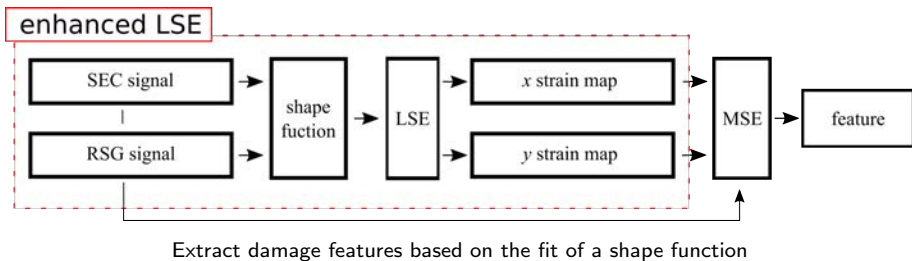 enhanced LSE
SEC signal
RSG signal
shape
fuction
LSE
x strain map
y strain map
MSE
feature
Extract damage features based on the fit of a shape function